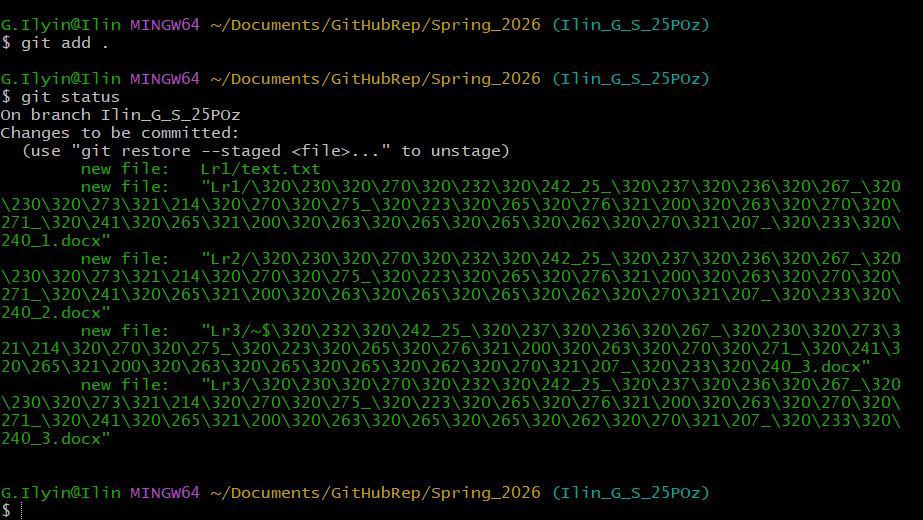 G.Ilyin@Ilin MINGW64 ~/Documents/GitHubRep/Spring_2026 (Ilin_G_S_25POz)
$ git add .
G.Ilyin@Ilin MINGW64 ~/Documents/GitHubRep/Spring_2026 (Ilin_G_S_25POz)
$ git status
On branch Ilin_G_S_25POz
Changes to be committed:
(use "git restore --staged <file>..." to unstage)
new file:   Lr1/text.txt
new file:   "Lr1/\320\230\320\270\320\232\320\242_25_\320\237\320\236\320\267_\320
\230\320\273\321\214\320\270\320\275_\320\223\320\265\320\276\321\200\320\263\320\270\320\
271_\320\241\320\265\321\200\320\263\320\265\320\265\320\262\320\270\321\207_\320\233\320\
240_1.docx"
new file:   "Lr2/\320\230\320\270\320\232\320\242_25_\320\237\320\236\320\267_\320
\230\320\273\321\214\320\270\320\275_\320\223\320\265\320\276\321\200\320\263\320\270\320\
271_\320\241\320\265\321\200\320\263\320\265\320\265\320\262\320\270\321\207_\320\233\320\
240_2.docx"
new file:   "Lr3/~$\320\232\320\242_25_\320\237\320\236\320\267_\320\230\320\273\3
21\214\320\270\320\275_\320\223\320\265\320\276\321\200\320\263\320\270\320\271_\320\241\3
20\265\321\200\320\263\320\265\320\265\320\262\320\270\321\207_\320\233\320\240_3.docx"
new file:   "Lr3/\320\230\320\270\320\232\320\242_25_\320\237\320\236\320\267_\320
\230\320\273\321\214\320\270\320\275_\320\223\320\265\320\276\321\200\320\263\320\270\320\
271_\320\241\320\265\321\200\320\263\320\265\320\265\320\262\320\270\321\207_\320\233\320\
240_3.docx"
G.Ilyin@Ilin MINGW64 ~/Documents/GitHubRep/Spring_2026 (Ilin_G_S_25POz)
$